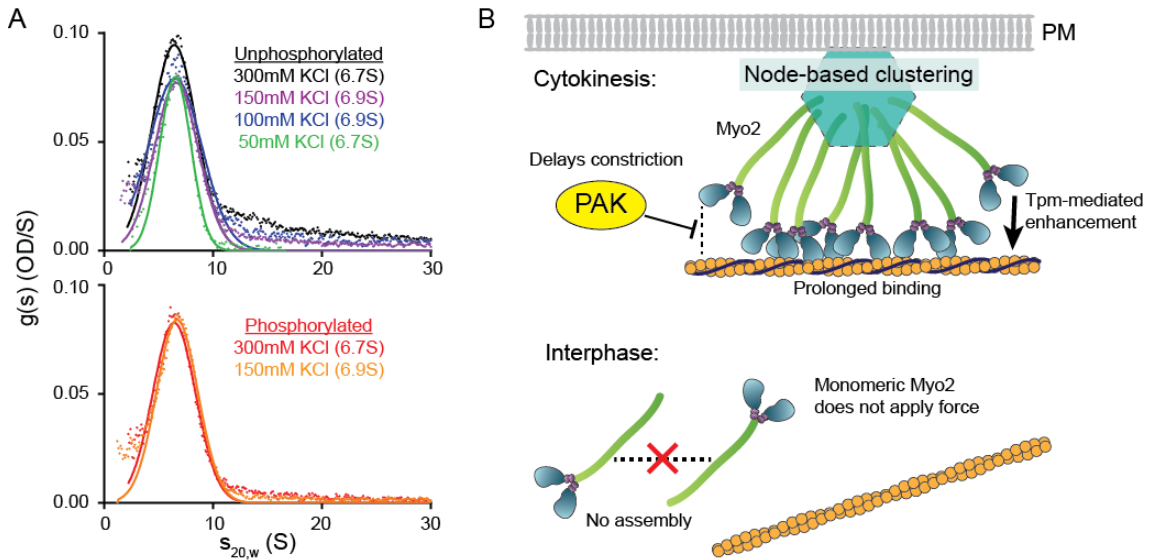 A
g(s) (OD/S)
0.10
0.05
0.00
0
10
20
30
Unphosphorylated
300mM KCl (6.7S)
150mM KCl (6.9S)
100mM KCl (6.9S)
50mM KCl (6.7S)
0.10
0.05
0.00
0
10
20
30
Phosphorylated
300mM KCl (6.7S)
150mM KCl (6.9S)
s20,w (S)
B
PM
Cytokinesis:
Node-based clustering
Myo2
Delays constriction
PAK
Tpm-mediated
enhancement
Prolonged binding
Interphase:
Monomeric Myo2
does not apply force
No assembly